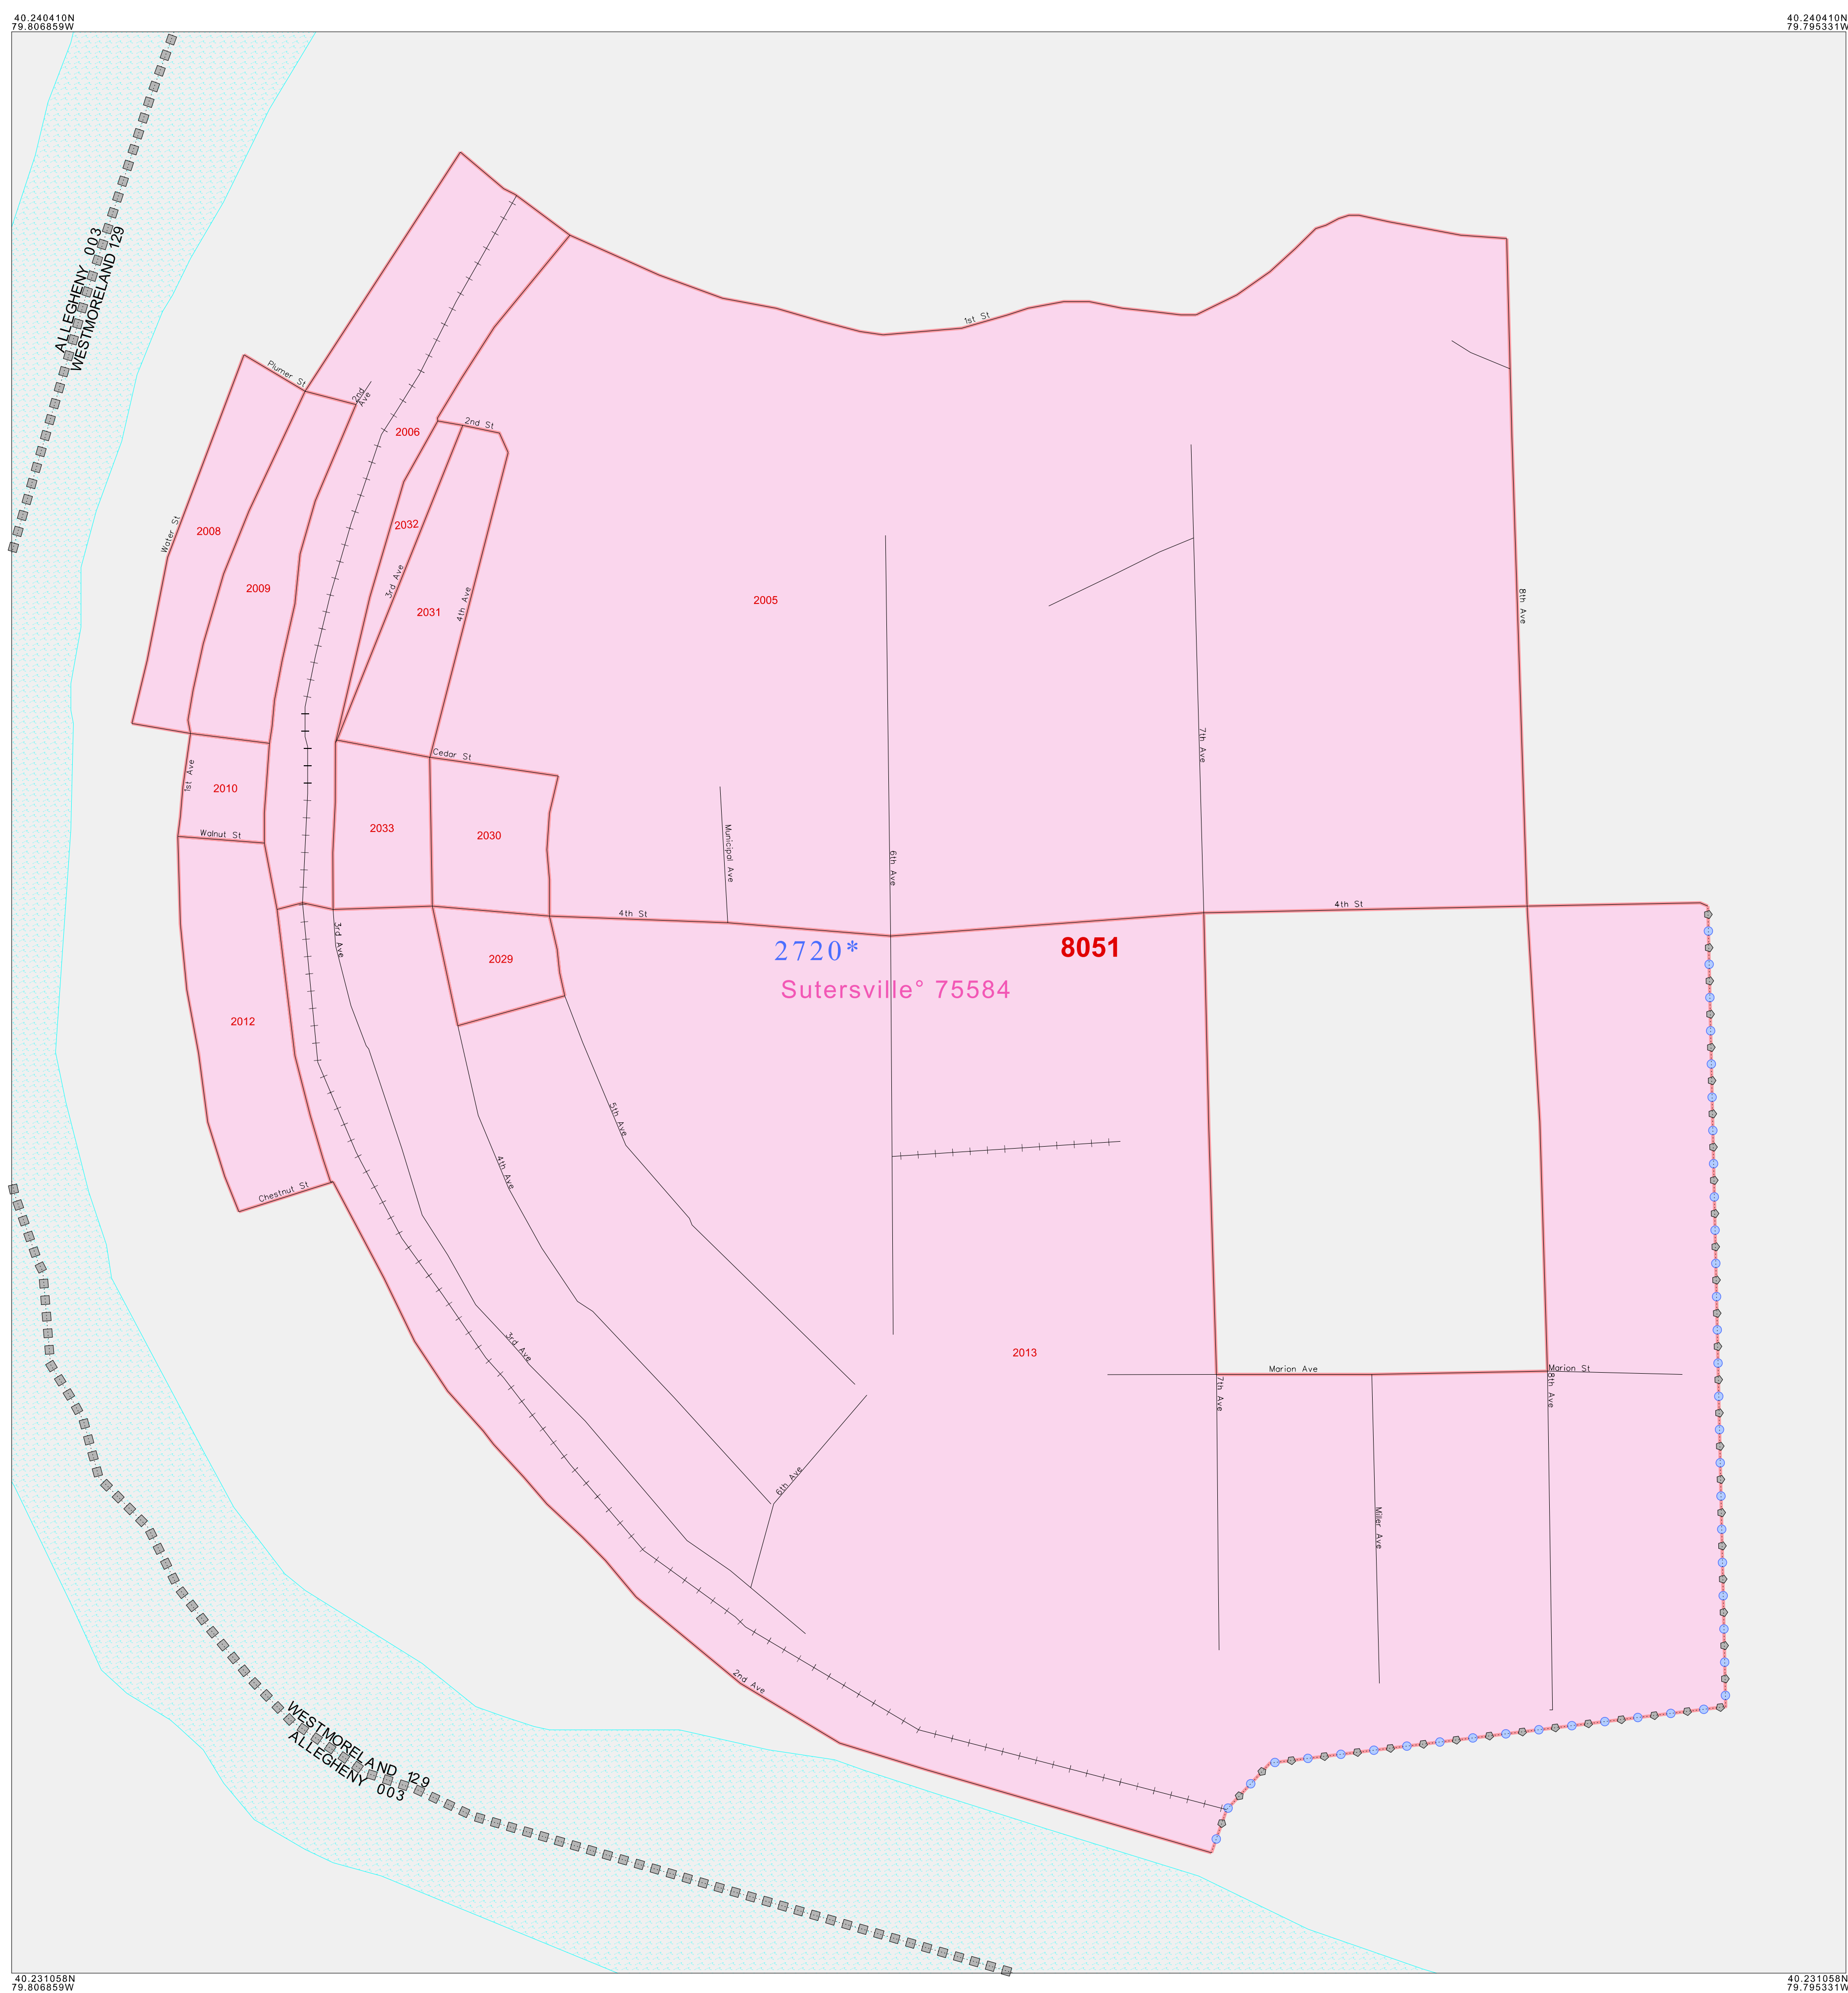 40.240410N
79.806859W
40.240410N
79.795331W
ALLEGHENY 003
WESTMORELAND 129
1st St
Plumer St
2nd
Ave
2nd St
2006
Water St
2008
2032
3rd Ave
2009
2031
4th Ave
2005
8th Ave
7th Ave
Cedar St
1st Ave
2010
2033
2030
Walnut St
Municipal Ave
6th Ave
4th St
4th St
3rd Ave
2720*
8051
2029
Sutersville° 75584
2012
5th Ave
4th Ave
Chestnut St
3rd Ave
2013
Marion Ave
Marion St
7th Ave
8th Ave
6th Ave
Miller Ave
2nd Ave
WESTMORELAND 129
ALLEGHENY 003
40.231058N
79.806859W
40.231058N
79.795331W